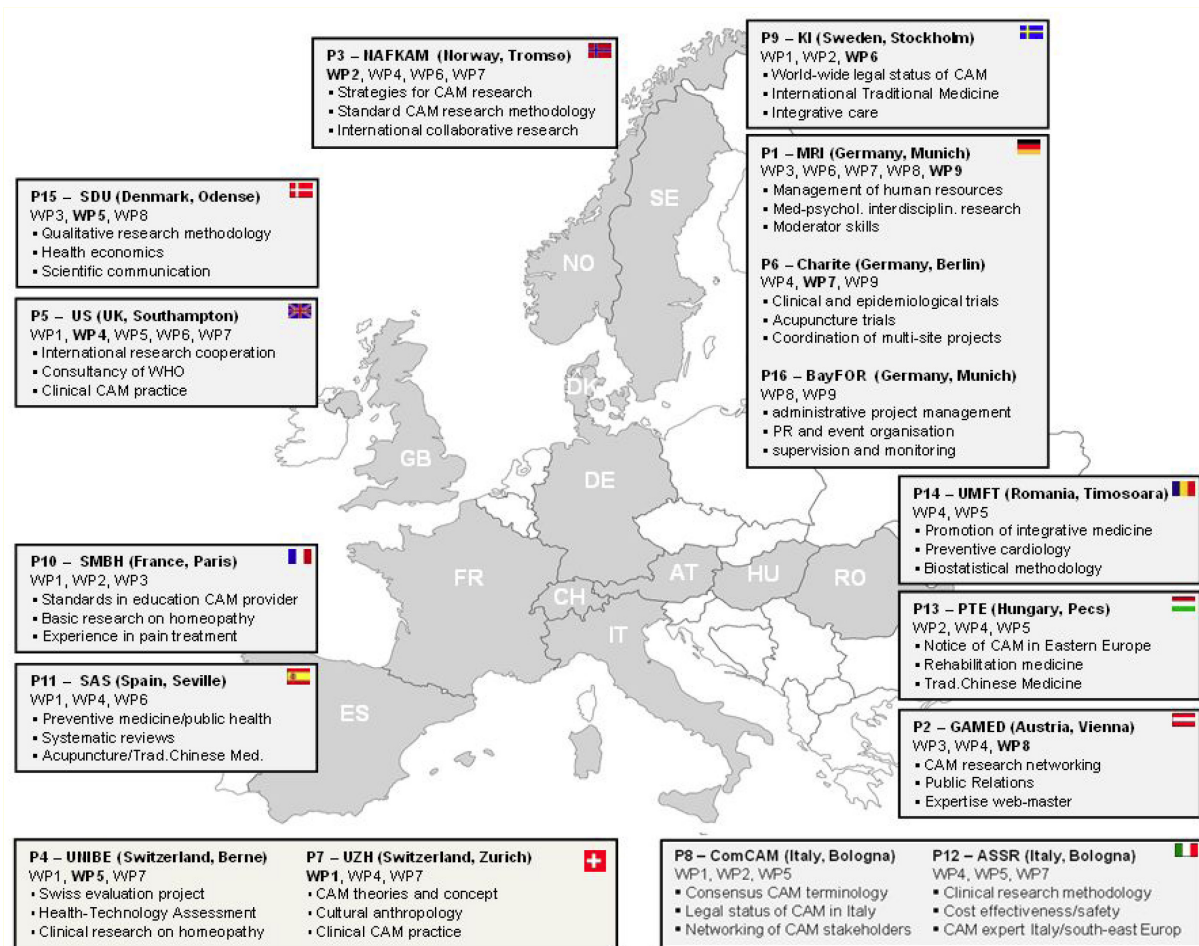 P3 – NAFKAM (Norway, Tromso)
WP2, WP4, WP6, WP7
▪ Strategies for CAM research
▪ Standard CAM research methodology
▪ International collaborative research
P9 – KI (Sweden, Stockholm)
WP1, WP2, WP6
▪ World-wide legal status of CAM
▪ International Traditional Medicine
▪ Integrative care
P1 – MRI (Germany, Munich)
WP3, WP6, WP7, WP8, WP9
▪ Management of human resources
▪ Med-psychol. interdisciplin. research
▪ Moderator skills
P6 – Charite (Germany, Berlin)
WP4, WP7, WP9
▪ Clinical and epidemiological trials
▪ Acupuncture trials
▪ Coordination of multi-site projects
P16 – BayFOR (Germany, Munich)
WP8, WP9
▪ administrative project management
▪ PR and event organisation
▪ supervision and monitoring
P15 – SDU (Denmark, Odense)
WP3, WP5, WP8
▪ Qualitative research methodology
▪ Health economics
▪ Scientific communication
P5 – US (UK, Southampton)
WP1, WP4, WP5, WP6, WP7
▪ International research cooperation
▪ Consultancy of WHO
▪ Clinical CAM practice
SE
NO
DK
GB
DE
FR
CH
AT
HU
RO
IT
ES
P14 – UMFT (Romania, Timosoara)
WP4, WP5
▪ Promotion of integrative medicine
▪ Preventive cardiology
▪ Biostatistical methodology
P10 – SMBH (France, Paris)
WP1, WP2, WP3
▪ Standards in education CAM provider
▪ Basic research on homeopathy
▪ Experience in pain treatment
P13 – PTE (Hungary, Pecs)
WP2, WP4, WP5
▪ Notice of CAM in Eastern Europe
▪ Rehabilitation medicine
▪ Trad.Chinese Medicine
P11 – SAS (Spain, Seville)
WP1, WP4, WP6
▪ Preventive medicine/public health
▪ Systematic reviews
▪ Acupuncture/Trad.Chinese Med.
P2 – GAMED (Austria, Vienna)
WP3, WP4, WP8
▪ CAM research networking
▪ Public Relations
▪ Expertise web-master
P4 – UNIBE (Switzerland, Berne)
WP1, WP5, WP7
▪ Swiss evaluation project
▪ Health-Technology Assessment
▪ Clinical research on homeopathy
P7 – UZH (Switzerland, Zurich)
WP1, WP4, WP7
▪ CAM theories and concept
▪ Cultural anthropology
▪ Clinical CAM practice
P8 – ComCAM (Italy, Bologna)
WP1, WP2, WP5
▪ Consensus CAM terminology
▪ Legal status of CAM in Italy
▪ Networking of CAM stakeholders
P12 – ASSR (Italy, Bologna)
WP4, WP5, WP7
▪ Clinical research methodology
▪ Cost effectiveness/safety
▪ CAM expert Italy/south-east Europ